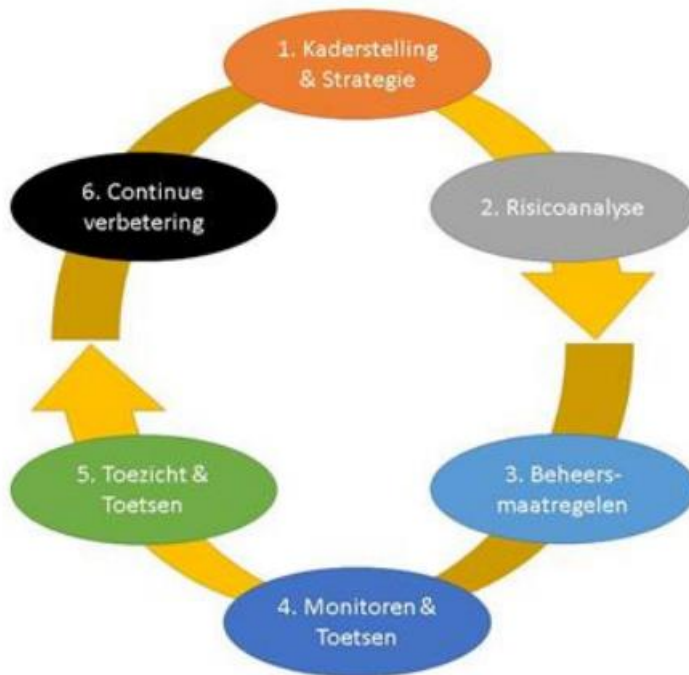 1. Kaderstelling
& Strategie
2. Risicoanalyse
3. Beheers-
maatregelen
4. Monitoren &
Toetsen
5. Toezicht &
Toetsen
6. Continue
verbetering